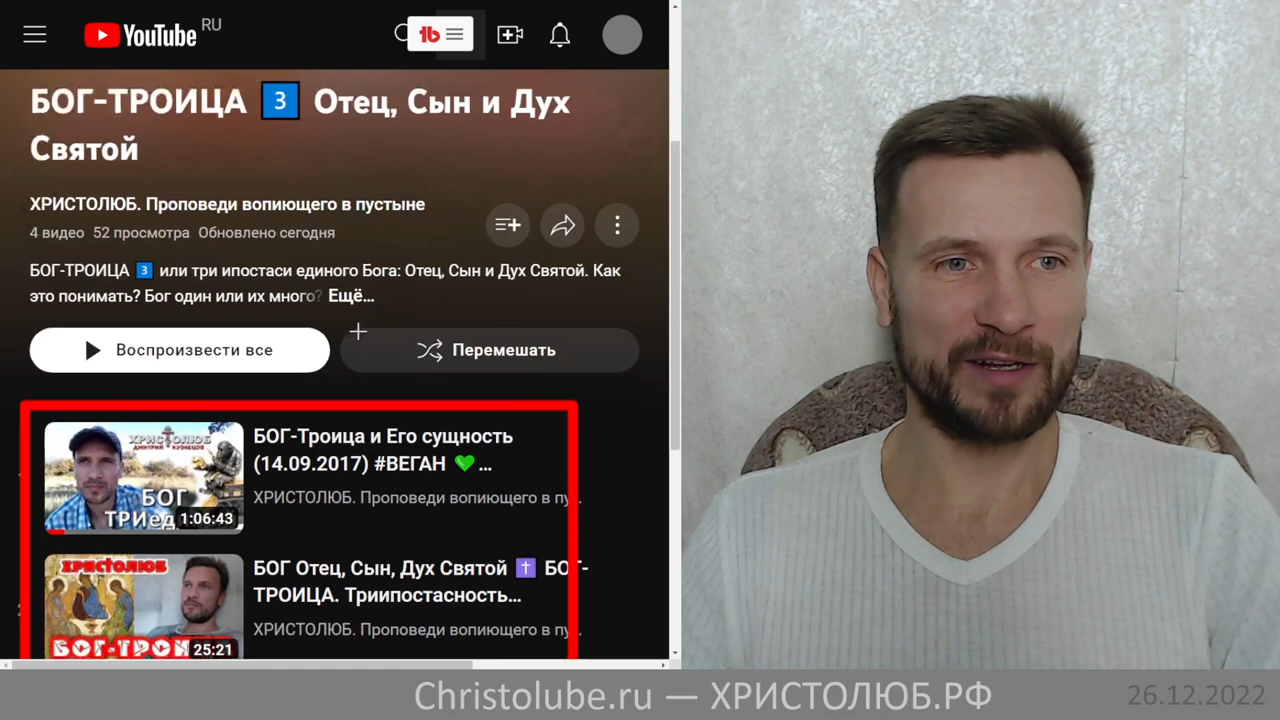 YouTube RU
БОГ-ТРОИЦА 3 Отец, Сын и Дух
Святой
ХРИСТОЛЮБ. Проповеди вопиющего в пустыне
4 видео 52 просмотра Обновлено сегодня
БОГ-ТРОИЦА 3 или три ипостаси единого Бога: Отец, Сын и Дух Святой. Как
это понимать? Бог один или их много? Ещё...
Воспроизвести все
Перемешать
ХРИСТОЛЮБ
ДМИТРИЙ КУЗНЕЦОВ
БОГ
ТРИед
1:06:43
БОГ-Троица и Его сущность
(14.09.2017) #ВЕГАН 💚 ...
ХРИСТОЛЮБ. Проповеди вопиющего в пу...
ХРИСТОЛЮБ
БОГ-ТРОИ
25:21
БОГ Отец, Сын, Дух Святой ✝ БОГ-
ТРОИЦА. Триипостасность...
ХРИСТОЛЮБ. Проповеди вопиющего в пу...
Christolube.ru — ХРИСТОЛЮБ.РФ
26.12.2022